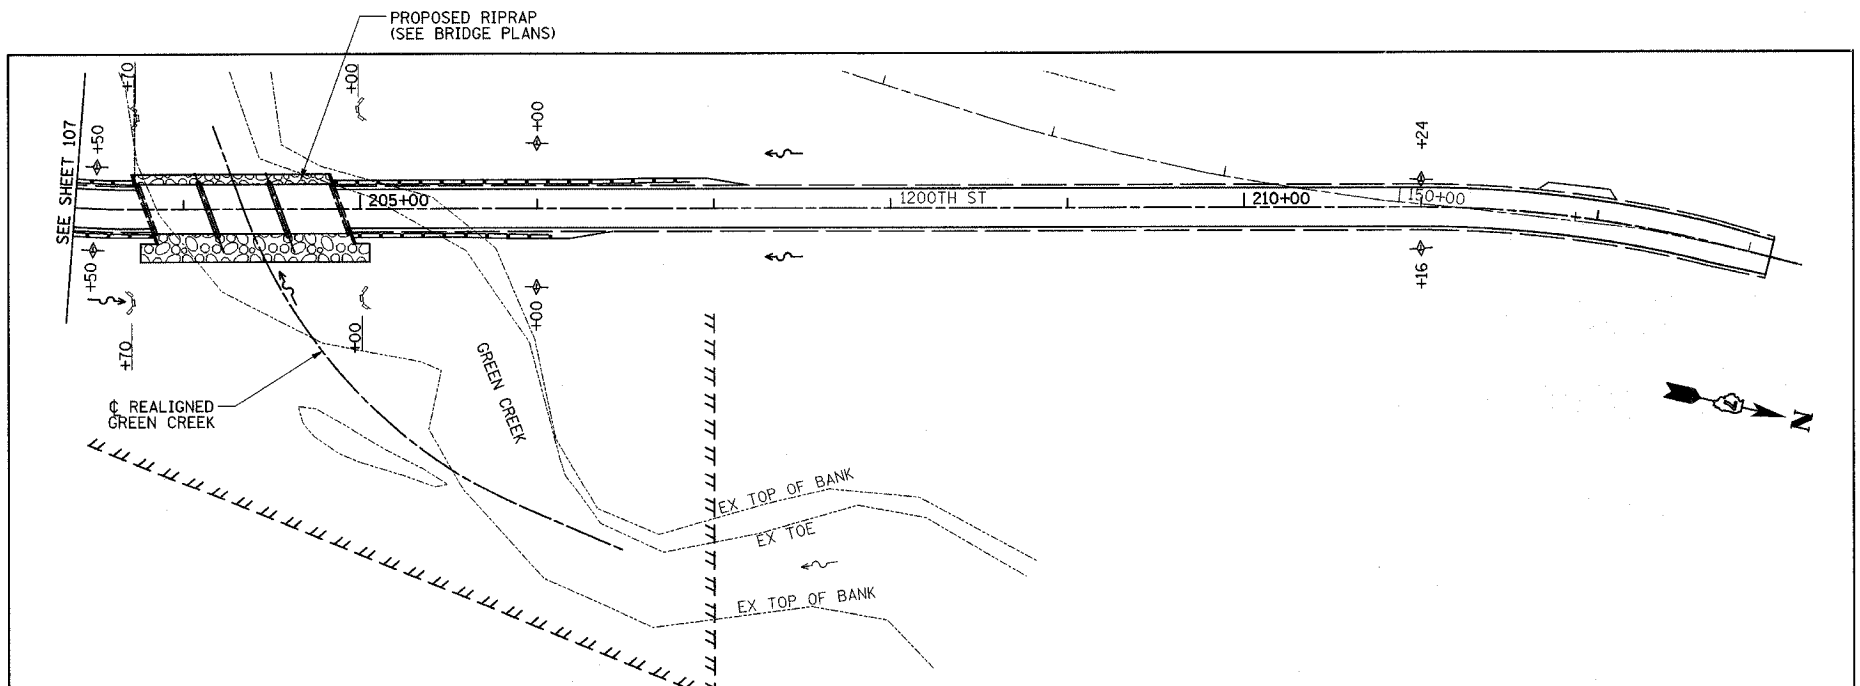 PROPOSED RIPRAP
(SEE BRIDGE PLANS)
SEE SHEET 107
+70
+50
+00
+00
+24
205+00
1200TH ST
210+00
150+00
+50
+70
+00
+00
+16
GREEN CREEK
℄ REALIGNED
GREEN CREEK
EX TOP OF BANK
EX TOE
EX TOP OF BANK
N